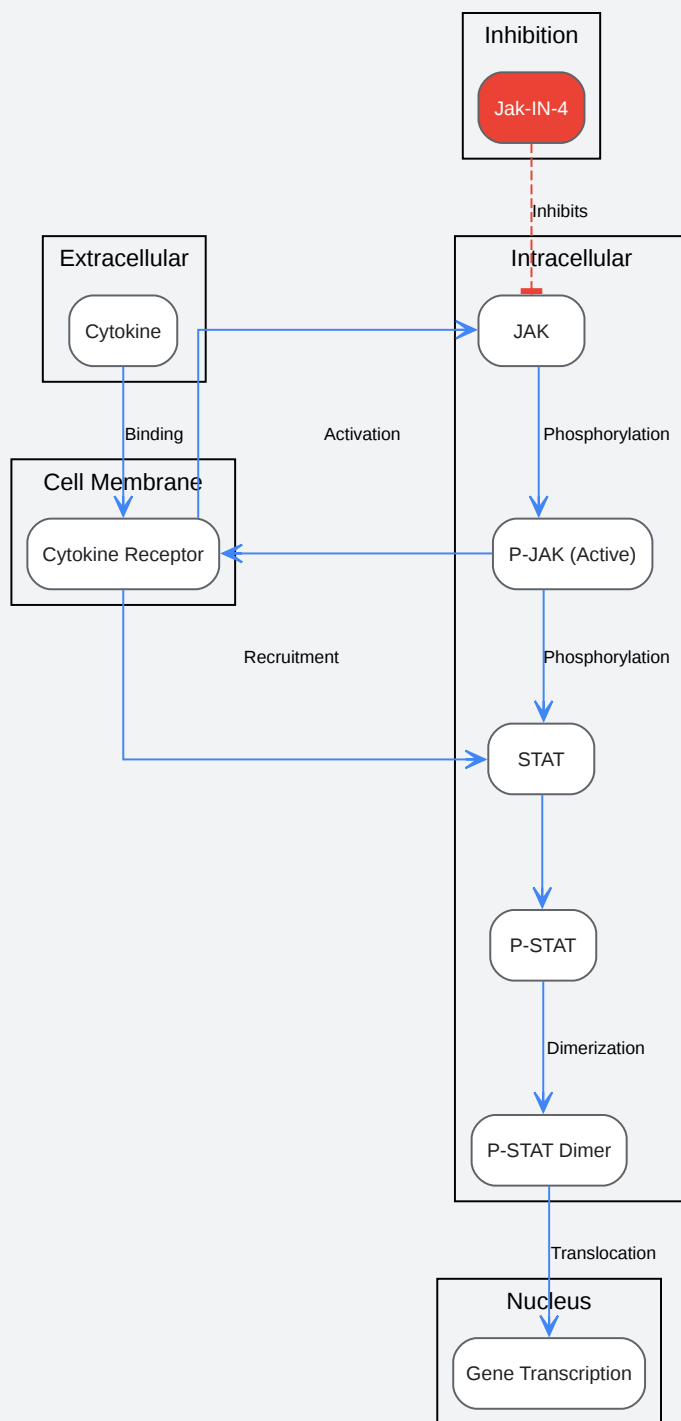 Inhibition
Jak-IN-4
Inhibits
Extracellular
Intracellular
Cytokine
JAK
Binding
Activation
Phosphorylation
Cell Membrane
Cytokine Receptor
P-JAK (Active)
Recruitment
Phosphorylation
STAT
P-STAT
Dimerization
P-STAT Dimer
Translocation
Nucleus
Gene Transcription